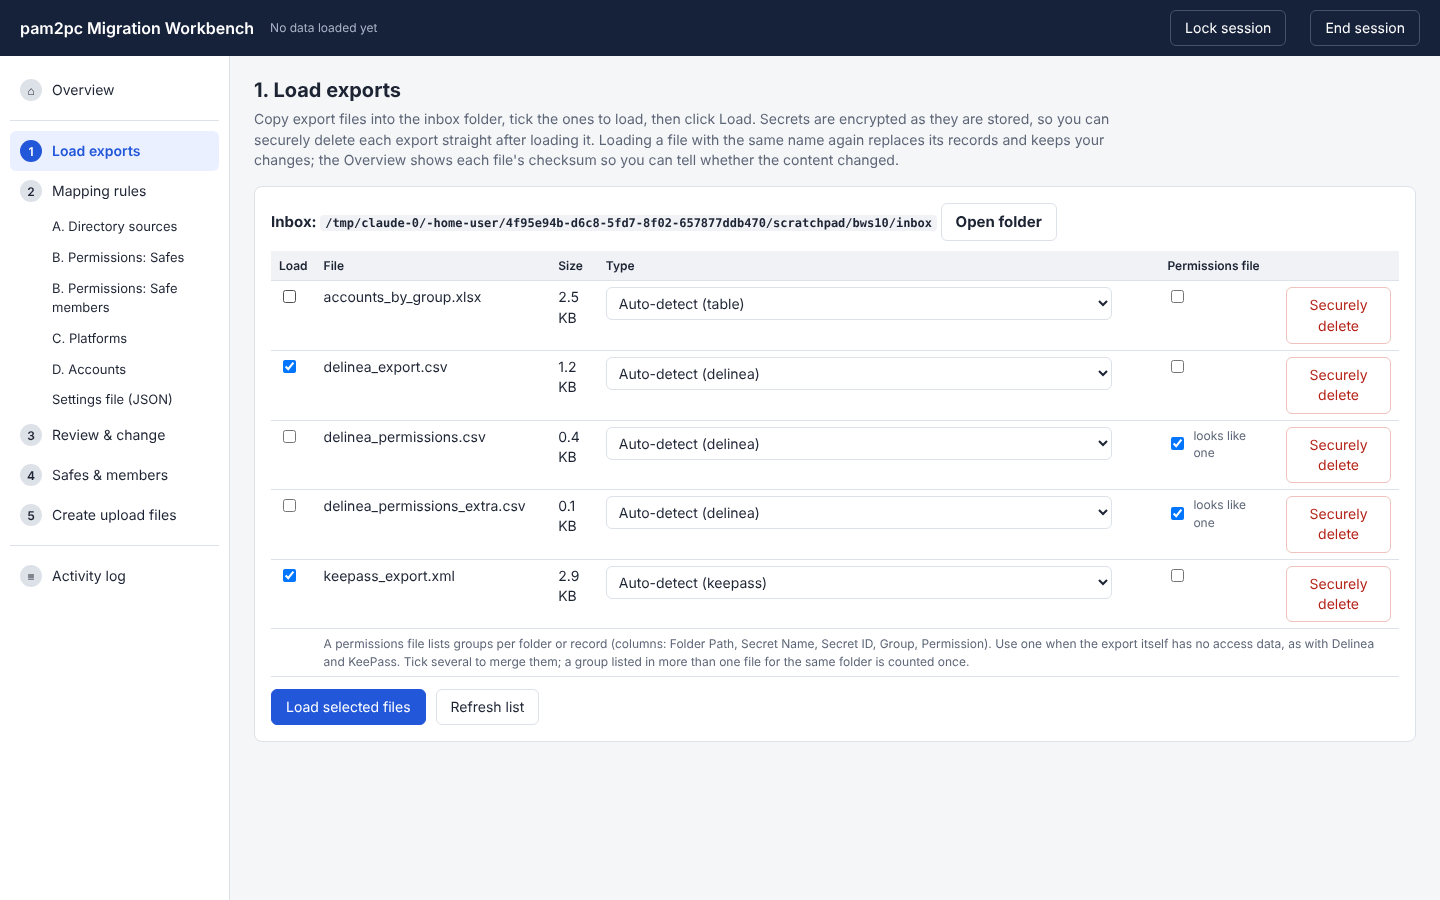 pam2pc Migration Workbench No data loaded yet Lock session End session
⌂ Overview
1 Load exports
2 Mapping rules
A. Directory sources
B. Permissions: Safes
B. Permissions: Safe
members
C. Platforms
D. Accounts
Settings file (JSON)
3 Review & change
4 Safes & members
5 Create upload files
≡ Activity log
1. Load exports
Copy export files into the inbox folder, tick the ones to load, then click Load. Secrets are encrypted as they are stored, so you can
securely delete each export straight after loading it. Loading a file with the same name again replaces its records and keeps your
changes; the Overview shows each file's checksum so you can tell whether the content changed.
Inbox: /tmp/claude-0/-home-user/4f95e94b-d6c8-5fd7-8f02-657877ddb470/scratchpad/bws10/inbox Open folder
Load File Size Type Permissions file
accounts_by_group.xlsx 2.5 Auto-detect (table) Securely
KB delete
delinea_export.csv 1.2 Auto-detect (delinea) Securely
KB delete
delinea_permissions.csv 0.4 Auto-detect (delinea) looks like Securely
KB one delete
delinea_permissions_extra.csv 0.1 Auto-detect (delinea) looks like Securely
KB one delete
keepass_export.xml 2.9 Auto-detect (keepass) Securely
KB delete
A permissions file lists groups per folder or record (columns: Folder Path, Secret Name, Secret ID, Group, Permission). Use one when the export itself has no access data, as with Delinea
and KeePass. Tick several to merge them; a group listed in more than one file for the same folder is counted once.
Load selected files Refresh list